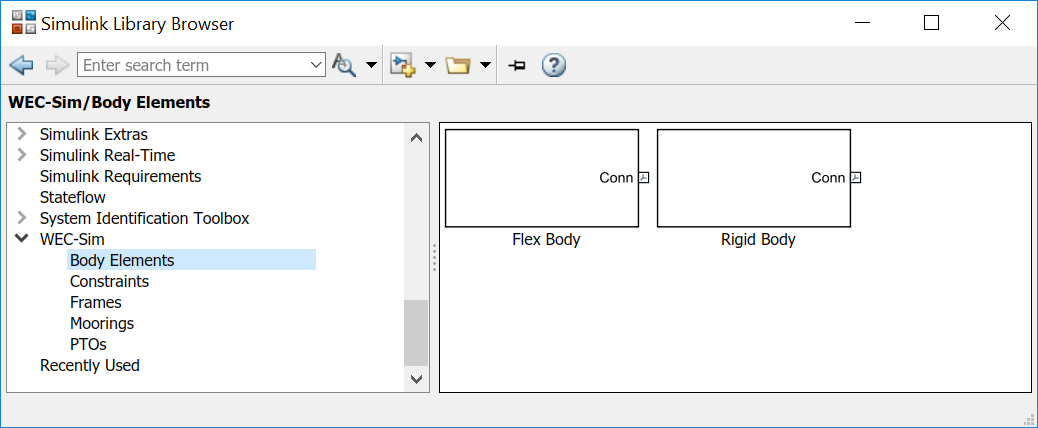 Simulink Library Browser
Enter search term
WEC-Sim/Body Elements
Simulink Extras
Simulink Real-Time
Simulink Requirements
Stateflow
System Identification Toolbox
WEC-Sim
Body Elements
Constraints
Frames
Moorings
PTOs
Recently Used
Conn
Flex Body
Conn
Rigid Body